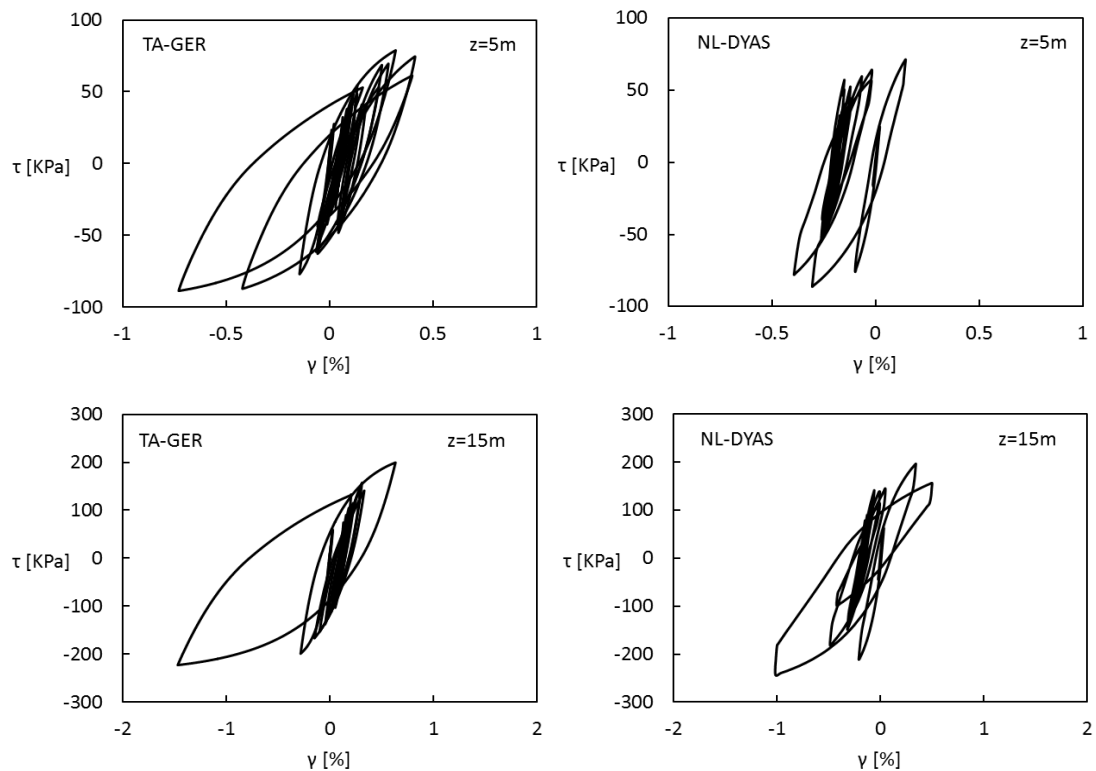 TA-GER z=5m
100
50
0
-50
-100
τ [KPa]
-1 -0.5 0 0.5 1
γ [%]
NL-DYAS z=5m
100
50
0
-50
-100
τ [KPa]
-1 -0.5 0 0.5 1
γ [%]
TA-GER z=15m
300
200
100
0
-100
-200
-300
τ [KPa]
-2 -1 0 1 2
γ [%]
NL-DYAS z=15m
300
200
100
0
-100
-200
-300
τ [KPa]
-2 -1 0 1 2
γ [%]